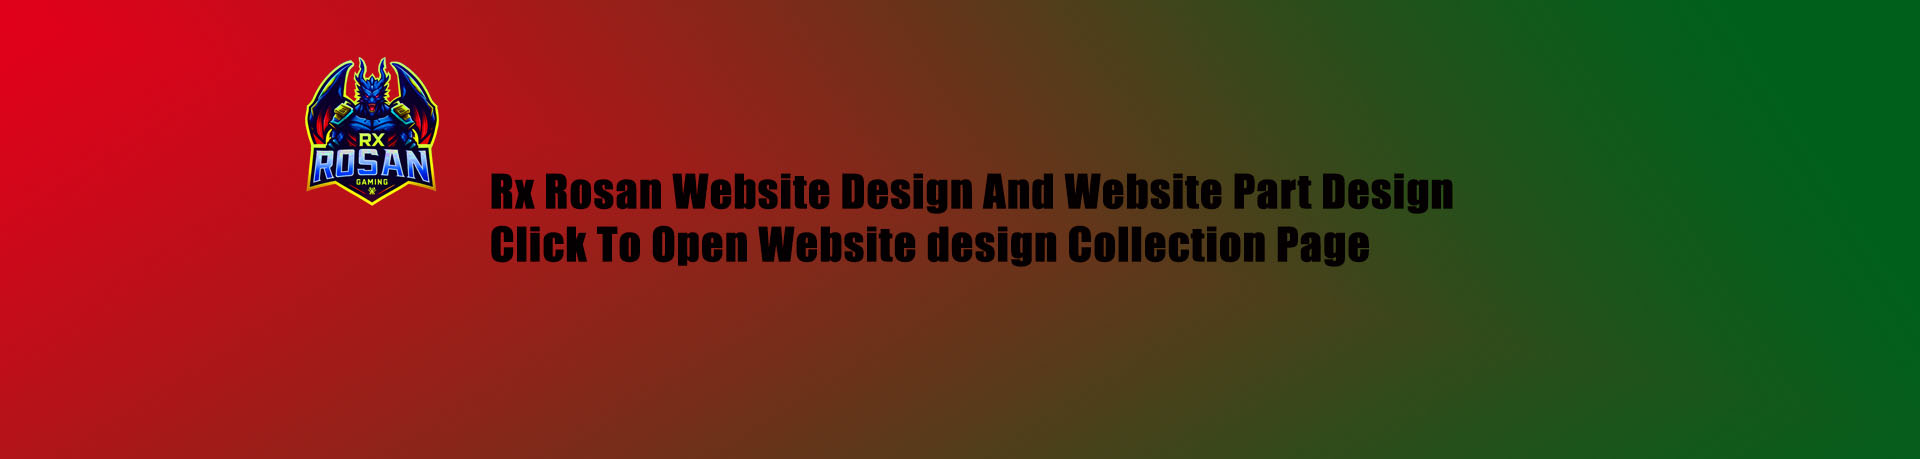 RX
ROSAN
GAMING
Rx Rosan Website Design And Website Part Design
Click To Open Website design Collection Page